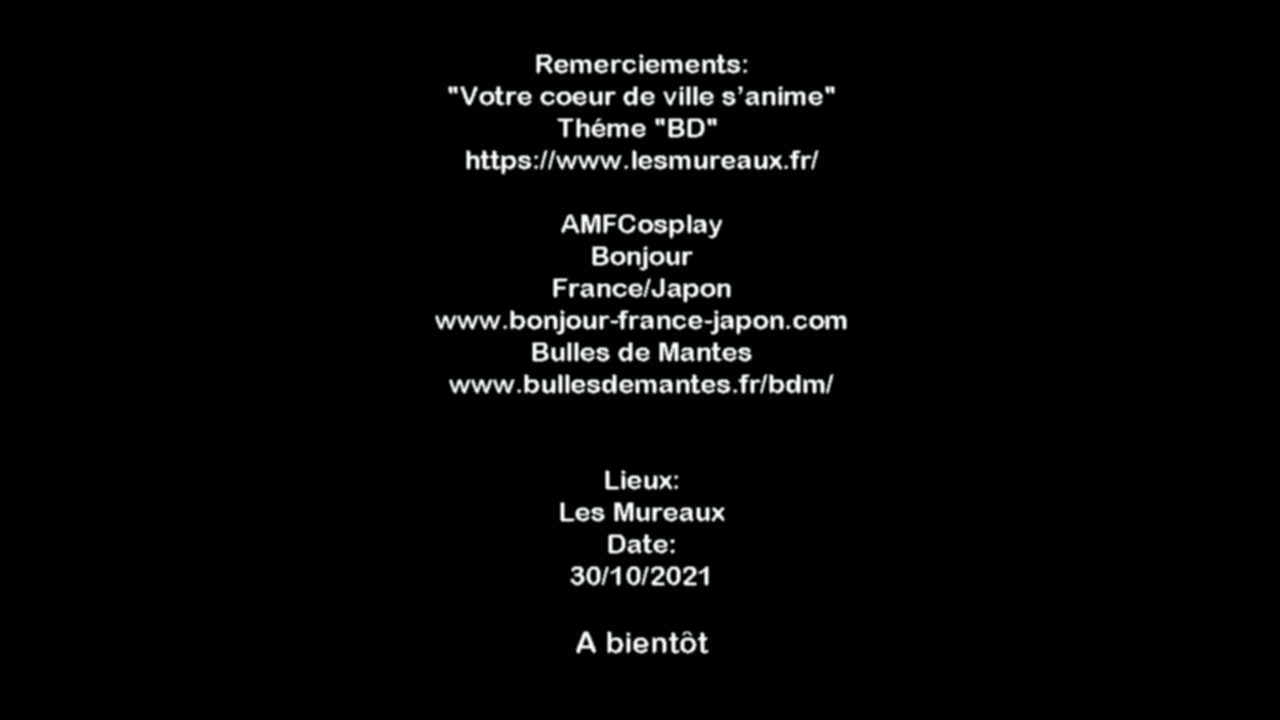 Remerciements:
"Votre coeur de ville s’anime"
Théme "BD"
https://www.lesmureaux.fr/
AMFCosplay
Bonjour
France/Japon
www.bonjour-france-japon.com
Bulles de Mantes
www.bullesdemantes.fr/bdm/
Lieux:
Les Mureaux
Date:
30/10/2021
A bientôt